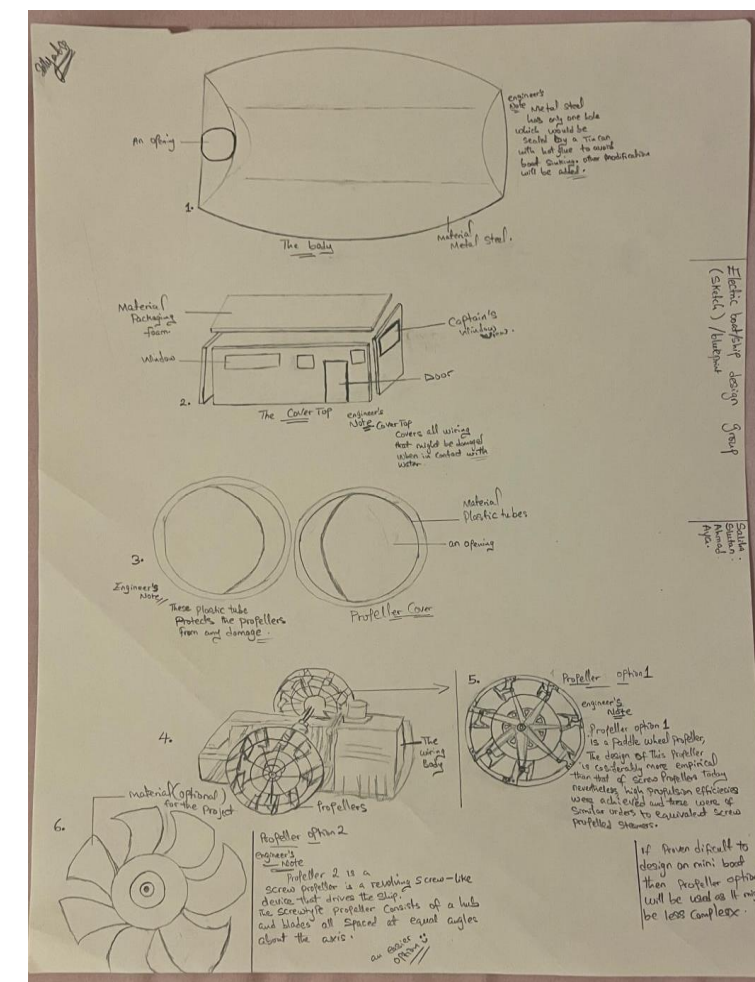 An opening
engineer's
Note Metal steel
has only one hole
which would be
sealed by a Tin can
with hot glue to avoid
boat sinking. other modification
will be added.
1.
The body
Material
Metal Steel.
Material
Packaging
foam.
Window
Captain's
window
Door
2.
The Cover Top
engineer's
Note Cover Top
Covers all wiring
that might be damaged
when in contact with
water.
Electric boat/ship design group
(sketch) / blueprint
Ahmad
3.
Material
Plastic tubes
an opening
Engineer's
Note
These plastic tube
Protects the propellers
from any damage.
Propeller Cover
4.
The
wiring
Body
Propellers
5.
Propeller option 1
engineer's
Note
Propeller option 1
is a Paddle wheel propeller,
The design of This Propeller
is considerably more empirical
than that of screw Propellers Today
nevertheless, high propulsion efficiencies
were achieved and these were of
Similar orders to equivalent screw
propelled steamers.
If Proven dificult to
design on mini boat
then Propeller option
will be used as It
be less complex.
6.
material (optional)
for the Project
Propeller option 2
engineer's
Note
Propeller 2 is a
screw propeller is a revolving screw-like
device that drives the ship.
The screwtype propeller consists of a hub
and blades all spaced at equal angles
about the axis.
an easier
option